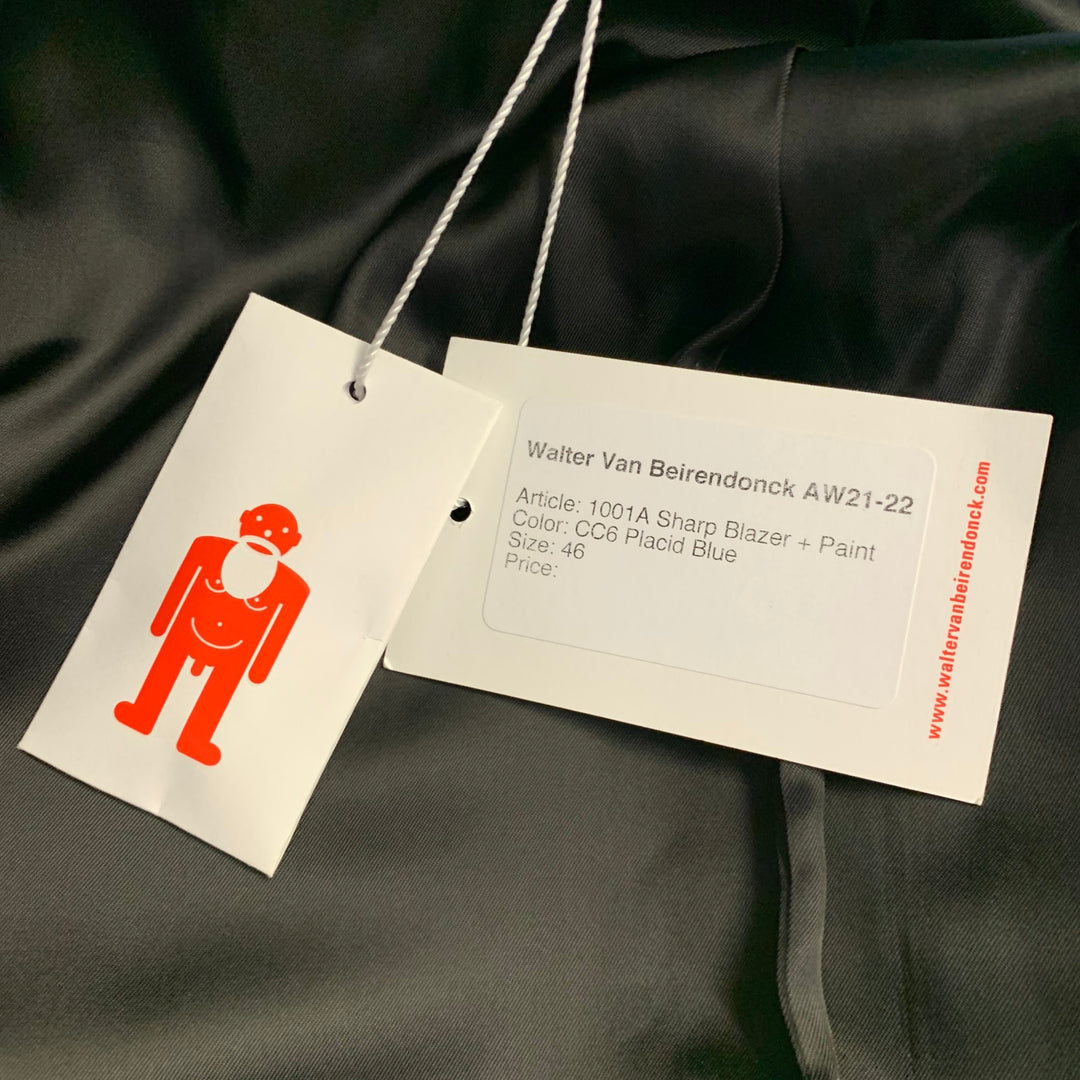 Walter Van Beirendonck AW21-22
Article: 1001A Sharp Blazer + Paint
Color: CC6 Placid Blue
Size: 46
Price:
www.waltervanbeirendonck.com